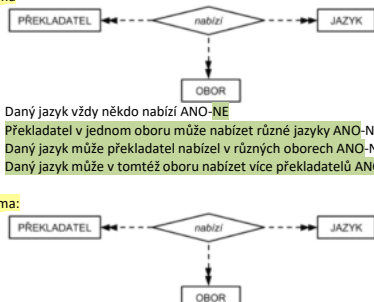 PŘEKLADATEL nabízí JAZYK
OBOR
Daný jazyk vždy někdo nabízí ANO-NE
Překladatel v jednom oboru může nabízet různé jazyky ANO-N
Daný jazyk může překladatel nabízel v různých oborech ANO-N
Daný jazyk může v tomtéž oboru nabízet více překladatelů ANO
ma:
PŘEKLADATEL nabízí JAZYK
OBOR